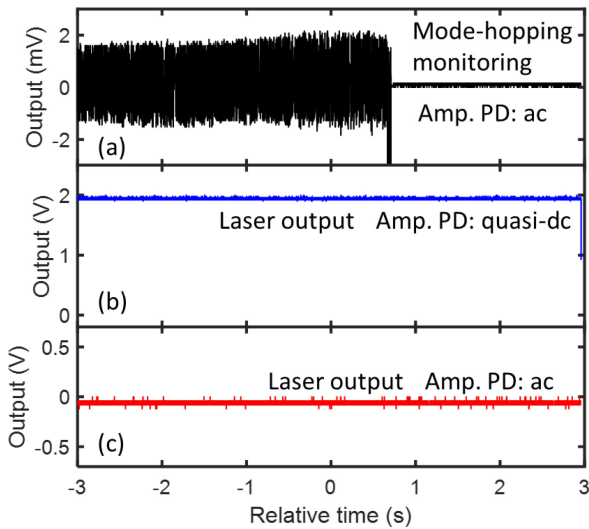 2
0
-2
Output (mV)
Mode-hopping
monitoring
Amp. PD: ac
(a)
2
1
0
Output (V)
Laser output Amp. PD: quasi-dc
(b)
0.5
0
-0.5
Output (V)
Laser output Amp. PD: ac
(c)
-3 -2 -1 0 1 2 3
Relative time (s)